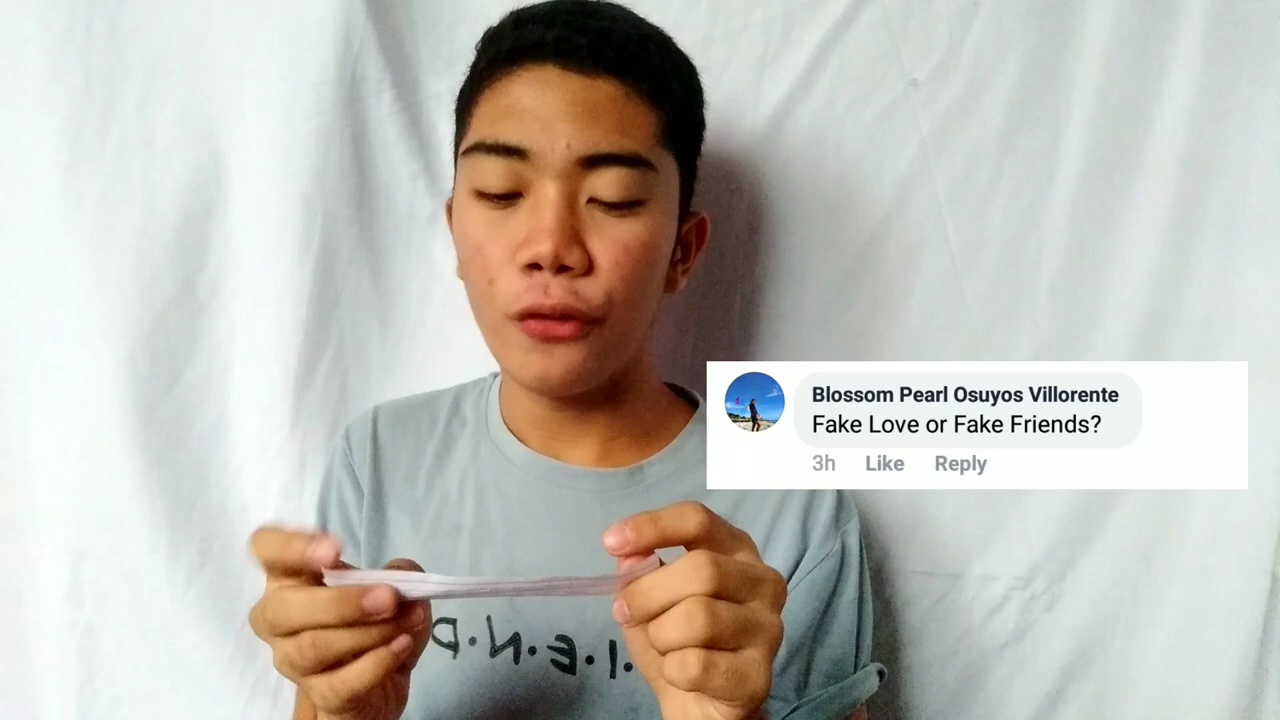 Blossom Pearl Osuyos Villorente
Fake Love or Fake Friends?
3h Like Reply
·I·E·N·D